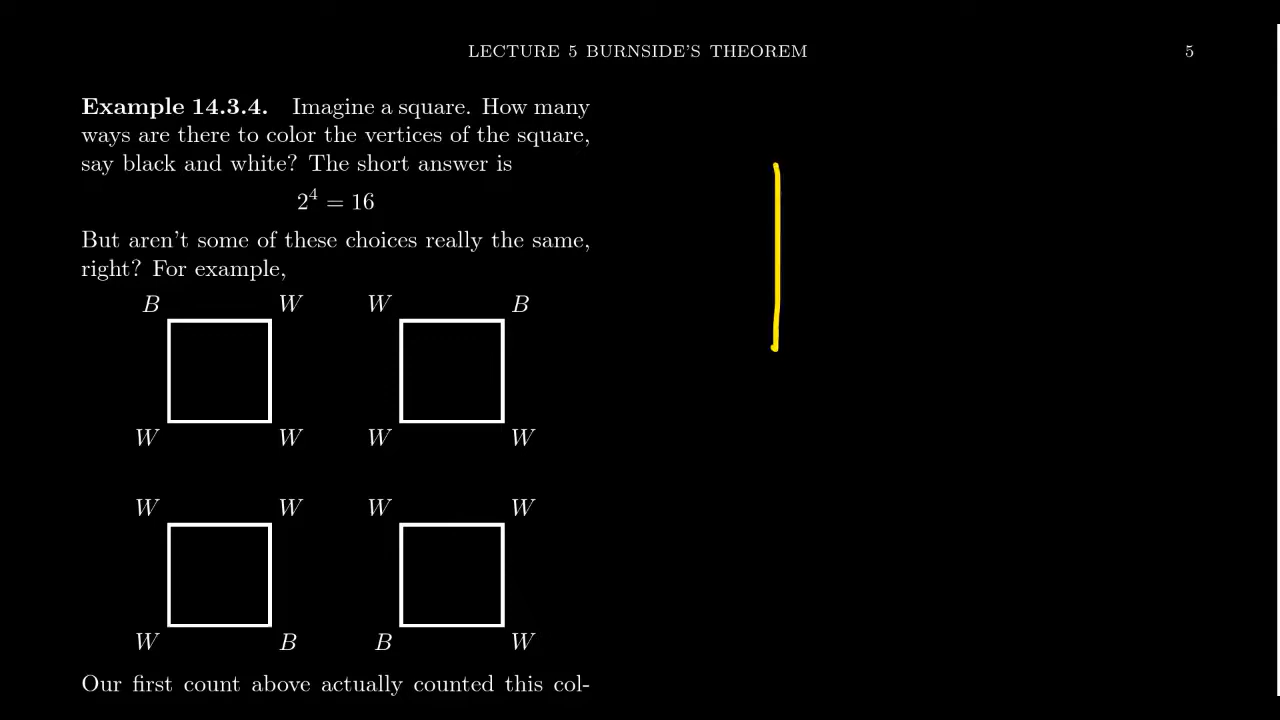 LECTURE 5 BURNSIDE'S THEOREM 5
Example 14.3.4. Imagine a square. How many
ways are there to color the vertices of the square,
say black and white? The short answer is
2⁴ = 16
But aren't some of these choices really the same,
right? For example,
B W W B
W W W W
W W W W
W B B W
Our first count above actually counted this col-